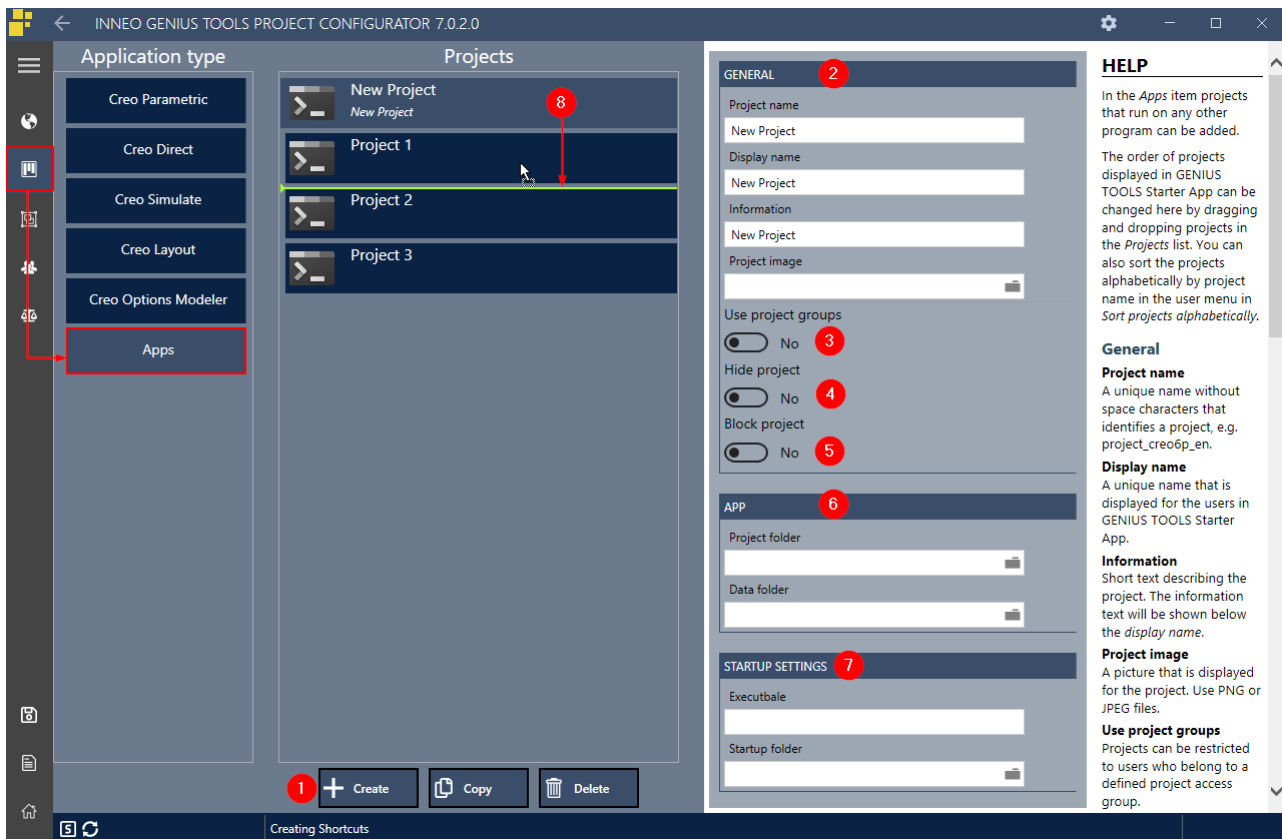 INNEO GENIUS TOOLS PROJECT CONFIGURATOR 7.0.2.0
Application type
Creo Parametric
Creo Direct
Creo Simulate
Creo Layout
Creo Options Modeler
Apps
Projects
New Project
New Project
8
Project 1
Project 2
Project 3
1
Create
Copy
Delete
GENERAL
2
Project name
New Project
Display name
New Project
Information
New Project
Project image
Use project groups
No
3
Hide project
No
4
Block project
No
5
APP
6
Project folder
Data folder
STARTUP SETTINGS
7
Executbale
Startup folder
HELP
In the Apps item projects
that run on any other
program can be added.
The order of projects
displayed in GENIUS
TOOLS Starter App can be
changed here by dragging
and dropping projects in
the Projects list. You can
also sort the projects
alphabetically by project
name in the user menu in
Sort projects alphabetically.
General
Project name
A unique name without
space characters that
identifies a project, e.g.
project_creo6p_en.
Display name
A unique name that is
displayed for the users in
GENIUS TOOLS Starter
App.
Information
Short text describing the
project. The information
text will be shown below
the display name.
Project image
A picture that is displayed
for the project. Use PNG or
JPEG files.
Use project groups
Projects can be restricted
to users who belong to a
defined project access
group.
S
Creating Shortcuts